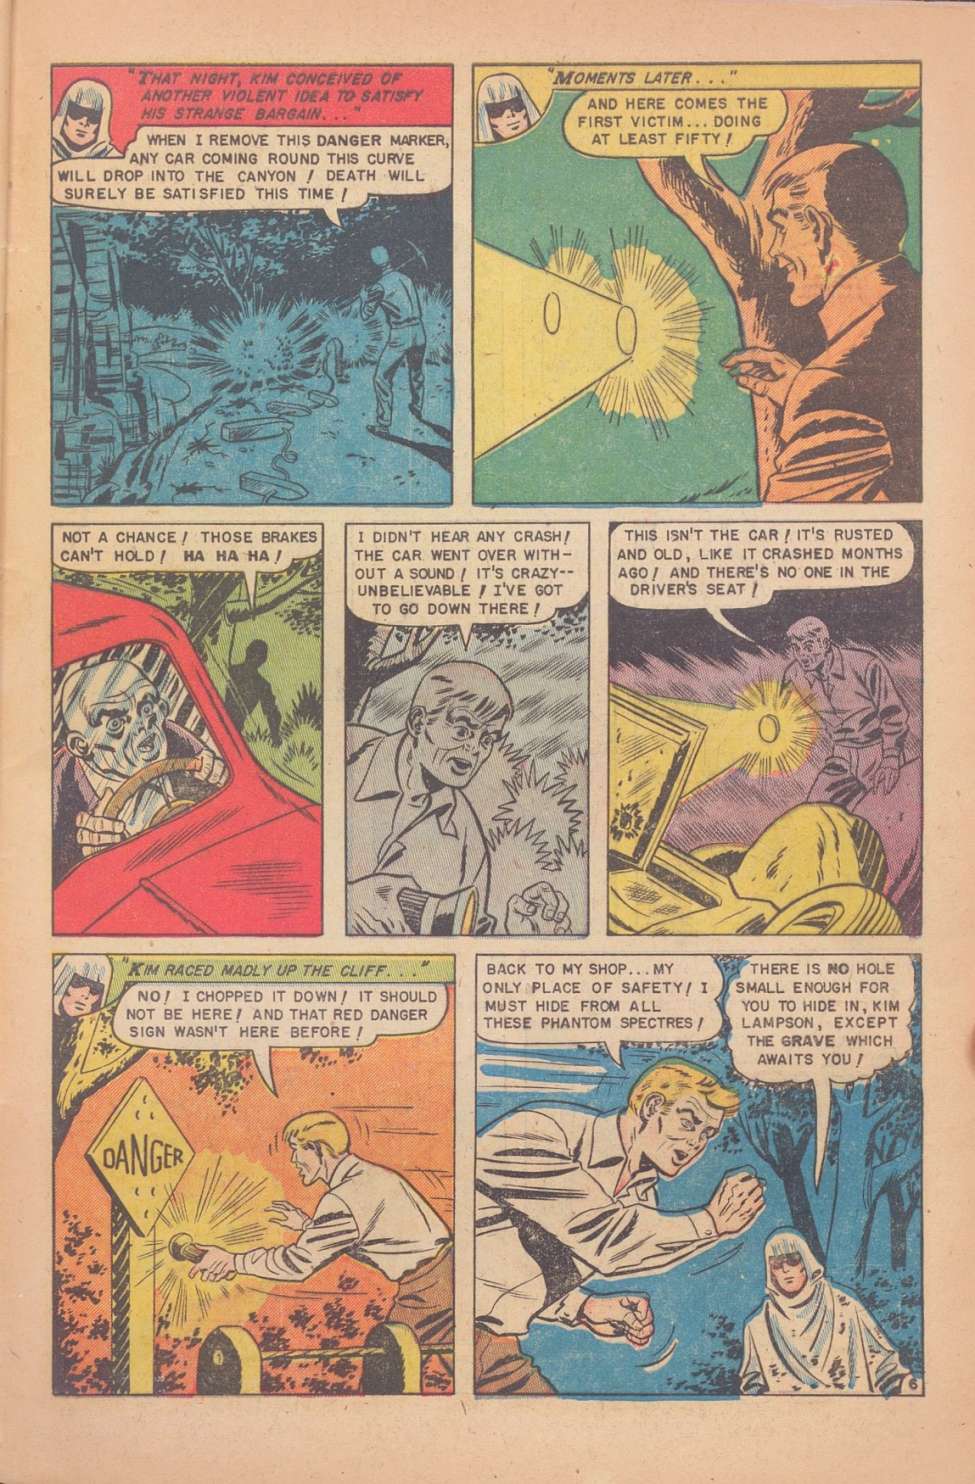 "THAT NIGHT, KIM CONCEIVED OF
ANOTHER VIOLENT IDEA TO SATISFY
HIS STRANGE BARGAIN..."
WHEN I REMOVE THIS DANGER MARKER,
ANY CAR COMING ROUND THIS CURVE
WILL DROP INTO THE CANYON! DEATH WILL
SURELY BE SATISFIED THIS TIME!
"MOMENTS LATER..."
AND HERE COMES THE
FIRST VICTIM... DOING
AT LEAST FIFTY!
NOT A CHANCE! THOSE BRAKES
CAN'T HOLD! HA HA HA!
I DIDN'T HEAR ANY CRASH!
THE CAR WENT OVER WITH-
OUT A SOUND! IT'S CRAZY--
UNBELIEVABLE! I'VE GOT
TO GO DOWN THERE!
THIS ISN'T THE CAR! IT'S RUSTED
AND OLD, LIKE IT CRASHED MONTHS
AGO! AND THERE'S NO ONE IN THE
DRIVER'S SEAT!
"KIM RACED MADLY UP THE CLIFF..."
NO! I CHOPPED IT DOWN! IT SHOULD
NOT BE HERE! AND THAT RED DANGER
SIGN WASN'T HERE BEFORE!
DANGER
BACK TO MY SHOP... MY
ONLY PLACE OF SAFETY! I
MUST HIDE FROM ALL
THESE PHANTOM SPECTRES!
THERE IS NO HOLE
SMALL ENOUGH FOR
YOU TO HIDE IN, KIM
LAMPSON, EXCEPT
THE GRAVE WHICH
AWAITS YOU!
6